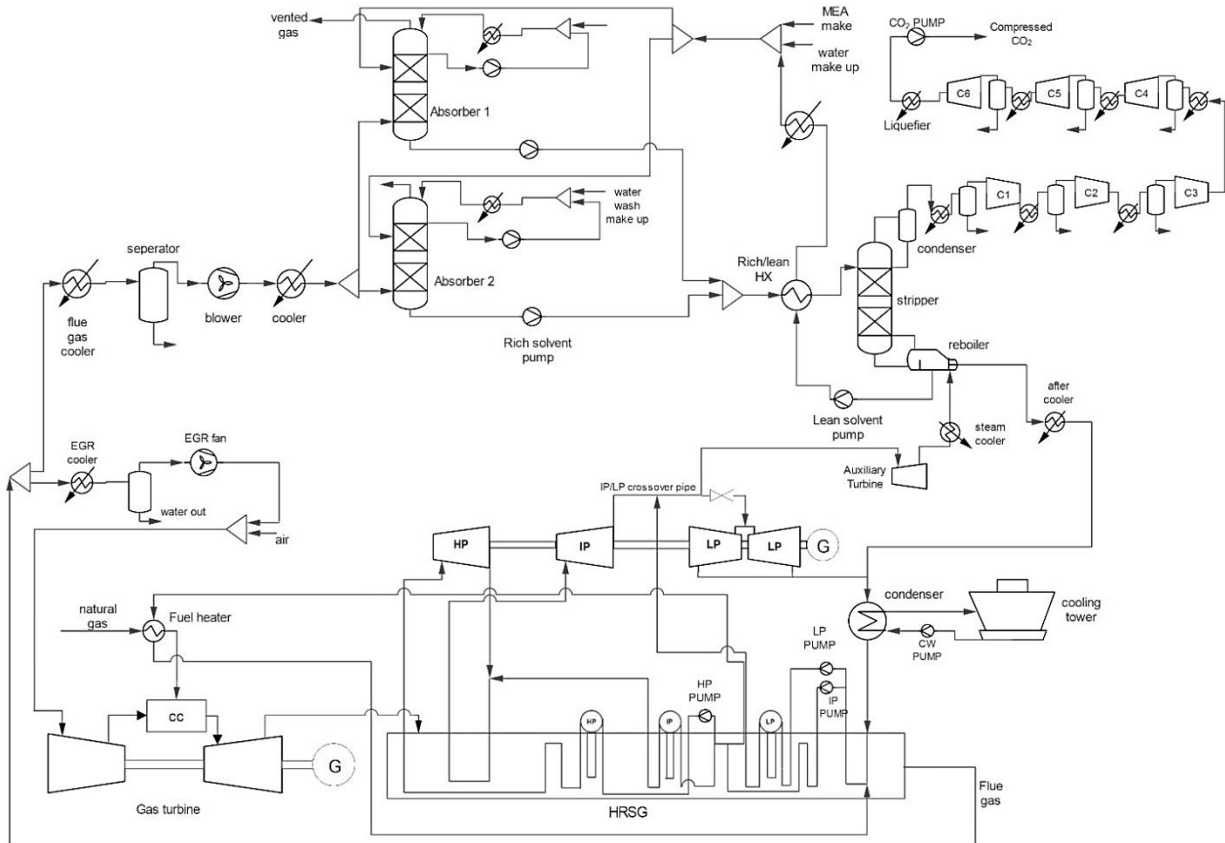 vented
gas
MEA
make
water
make up
CO₂ PUMP
Compressed
CO₂
C6
C5
C4
Liquefier
Absorber 1
water
wash
make up
C1
C2
C3
condenser
seperator
Rich/lean
HX
Absorber 2
stripper
flue
gas
cooler
blower
cooler
Rich solvent
pump
reboiler
after
cooler
Lean solvent
pump
steam
cooler
EGR
cooler
EGR fan
Auxiliary
Turbine
water out
IP/LP crossover pipe
air
HP
IP
LP
LP
G
natural
gas
Fuel heater
condenser
cooling
tower
CW
PUMP
LP
PUMP
HP
PUMP
IP
PUMP
CC
HP
IP
LP
G
Gas turbine
HRSG
Flue
gas